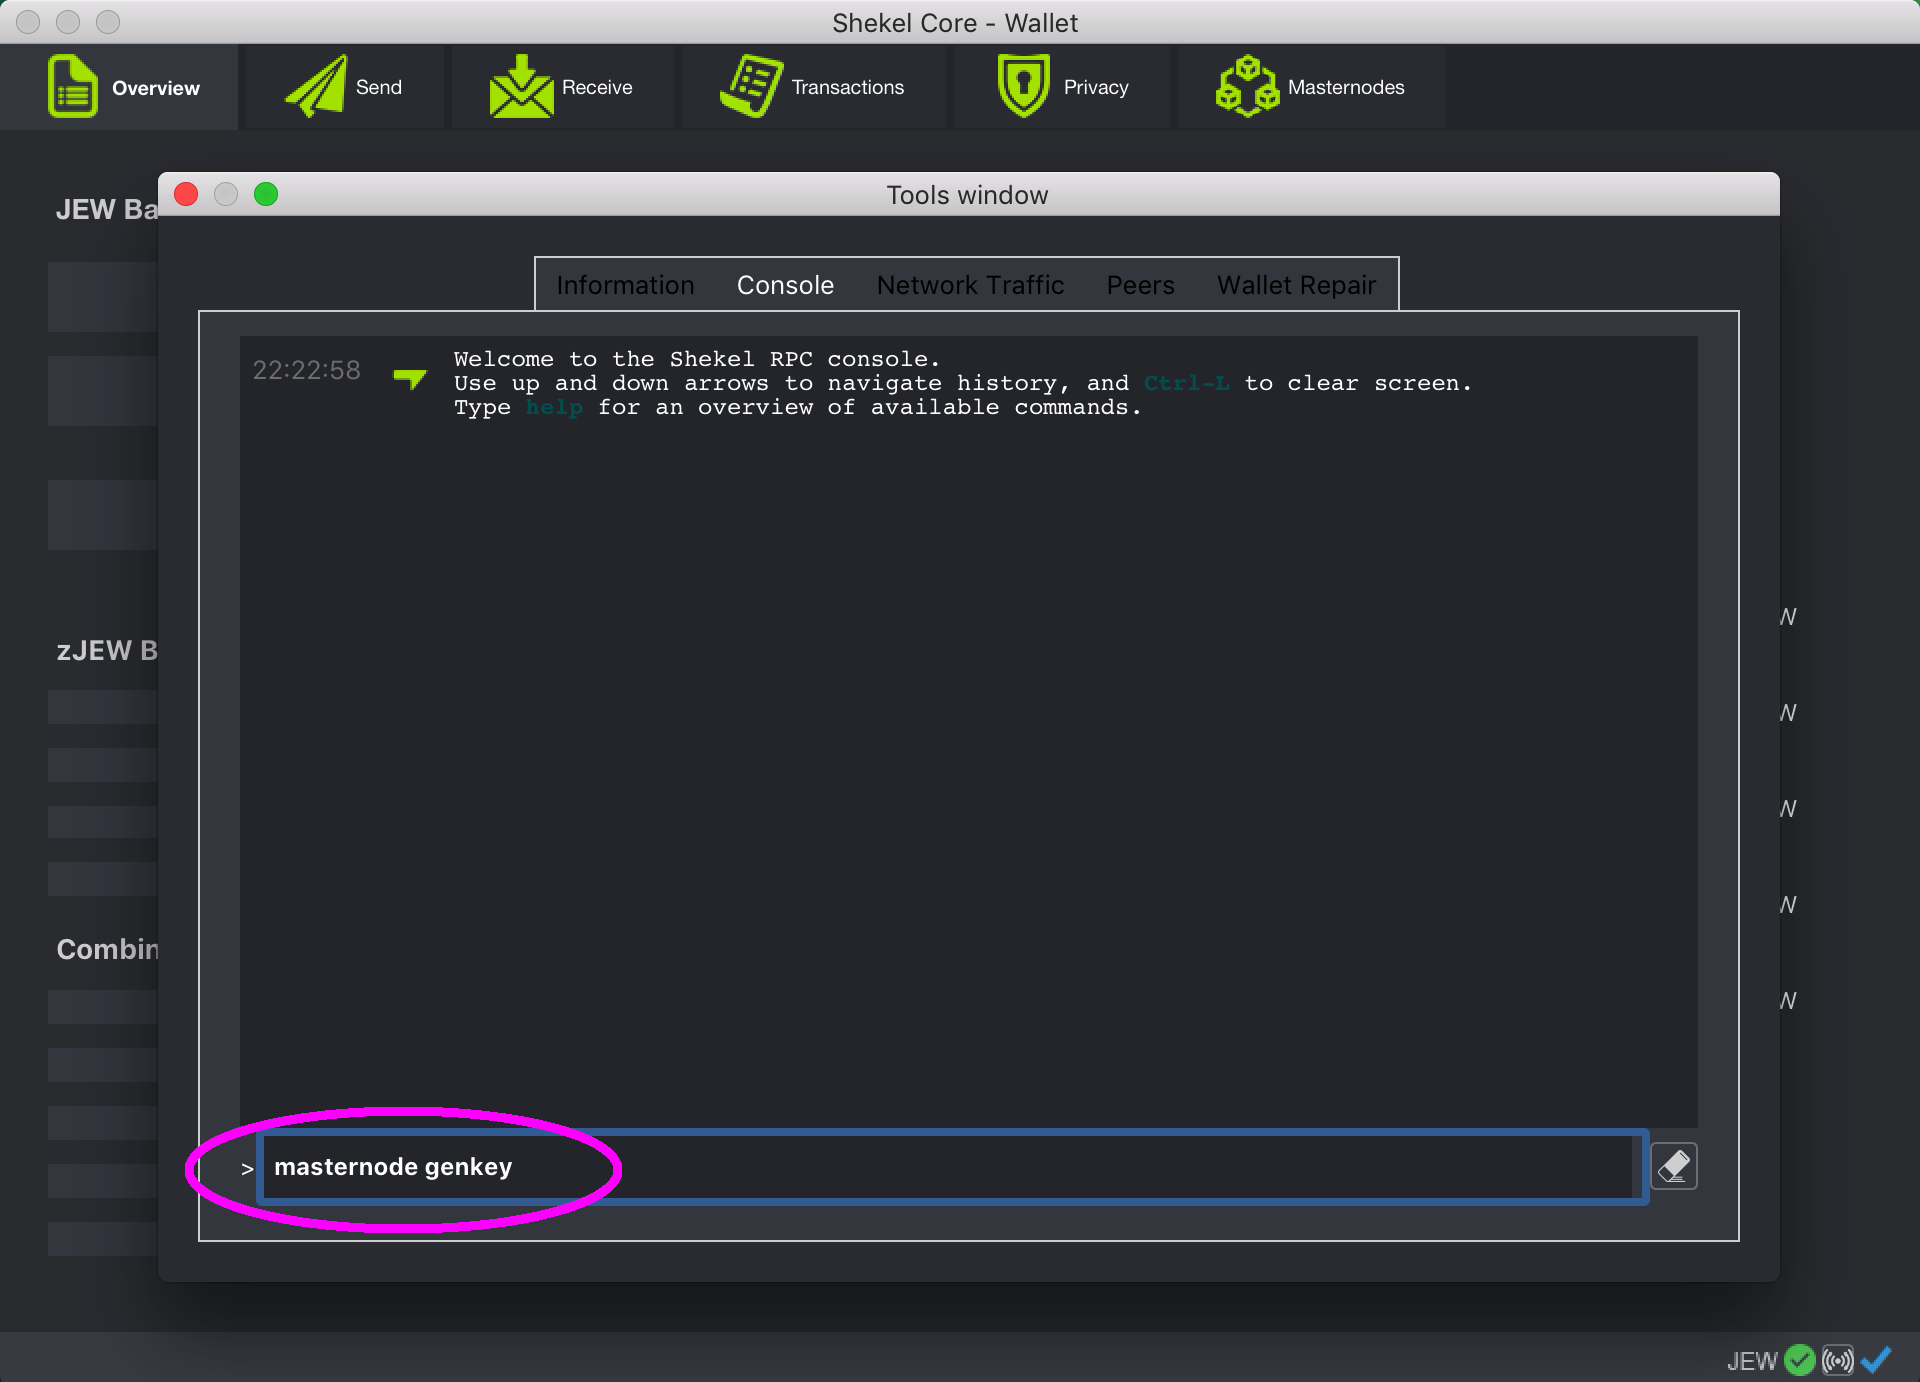 Shekel Core - Wallet
Overview
Send
Receive
Transactions
Privacy
Masternodes
JEW Ba
Tools window
Information
Console
Network Traffic
Peers
Wallet Repair
22:22:58
Welcome to the Shekel RPC console.
Use up and down arrows to navigate history, and Ctrl-L to clear screen.
Type help for an overview of available commands.
zJEW B
Combin
W
W
W
W
W
> masternode genkey
JEW